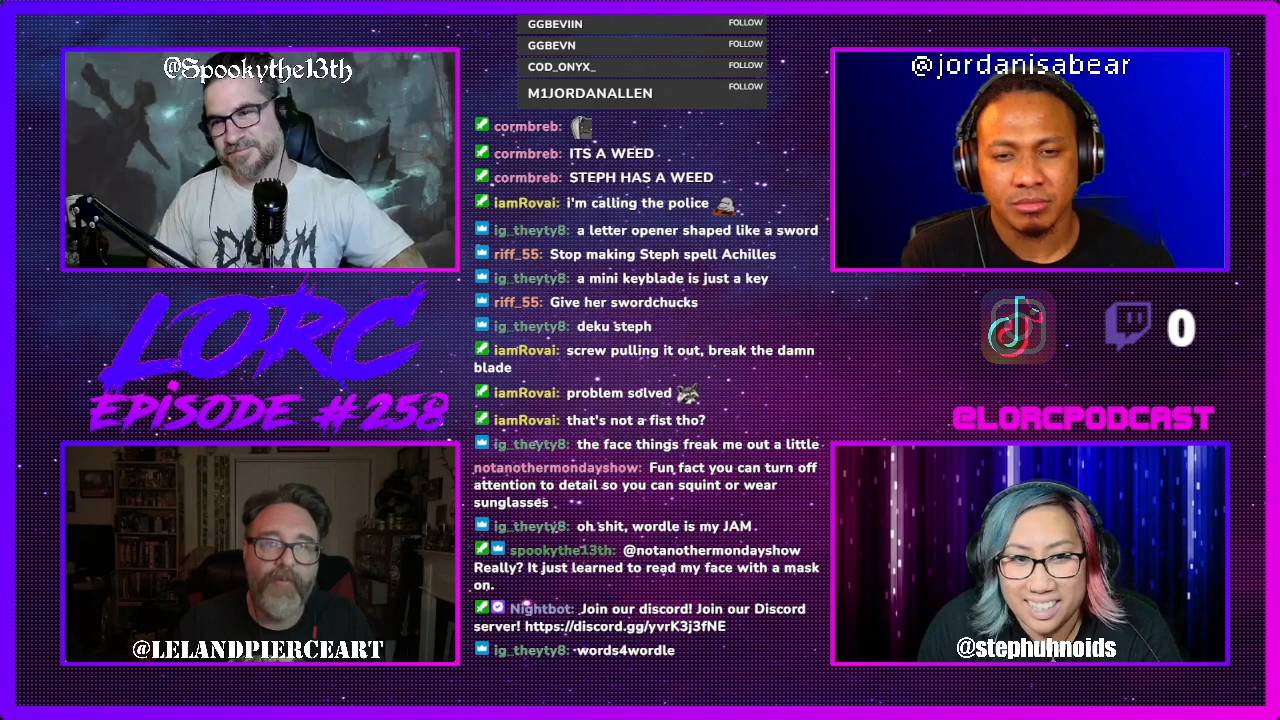 GGBEVIIN FOLLOW
GGBEVN FOLLOW
COD_ONYX_ FOLLOW
M1JORDANALLEN FOLLOW
@Spookythe13th
@jordanisabear
cormbreb:
cormbreb: ITS A WEED
cormbreb: STEPH HAS A WEED
iamRovai: i'm calling the police
ig_theyty8: a letter opener shaped like a sword
riff_55: Stop making Steph spell Achilles
ig_theyty8: a mini keyblade is just a key
riff_55: Give her swordchucks
ig_theyty8: deku steph
iamRovai: screw pulling it out, break the damn
blade
iamRovai: problem solved
iamRovai: that's not a fist tho?
ig_theyty8: the face things freak me out a little
notanothermondayshow: Fun fact you can turn off
attention to detail so you can squint or wear
sunglasses
ig_theyty8: oh shit, wordle is my JAM
spookythe13th: @notanothermondayshow
Really? It just learned to read my face with a mask
on.
Nightbot: Join our discord! Join our Discord
server! https://discord.gg/yvrK3j3fNE
ig_theyty8: words4wordle
LORC
EPISODE #258
0
@LORCPODCAST
@LELANDPIERCEART
@stephuhnoids